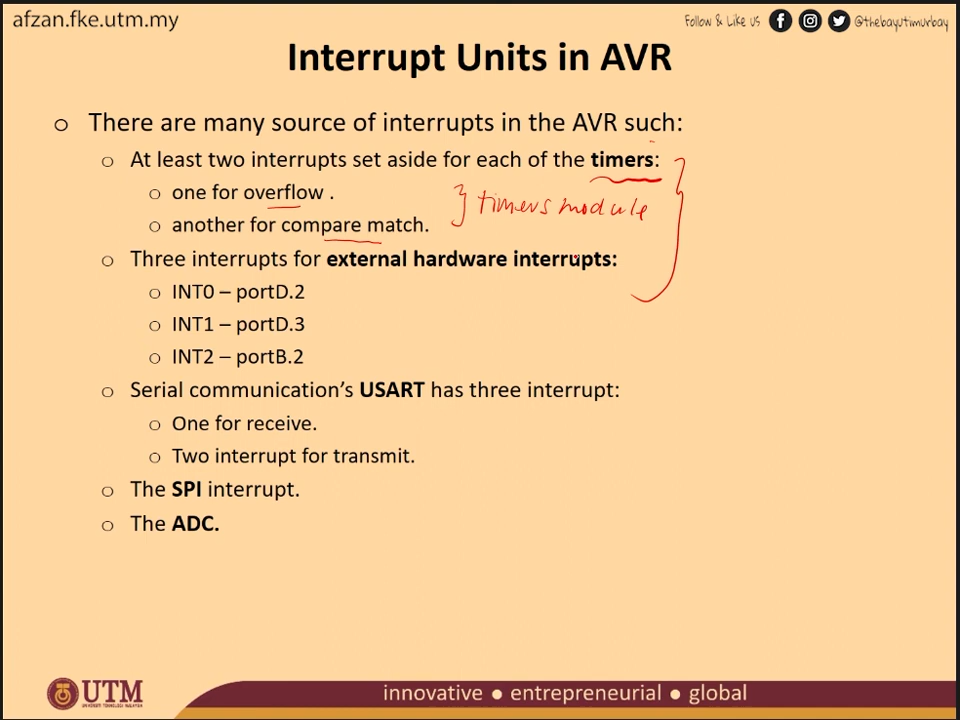 afzan.fke.utm.my
Follow & Like us @thebayutimurbay
Interrupt Units in AVR
There are many source of interrupts in the AVR such:
At least two interrupts set aside for each of the timers:
one for overflow .
another for compare match.
timers module
Three interrupts for external hardware interrupts:
INT0 – portD.2
INT1 – portD.3
INT2 – portB.2
Serial communication’s USART has three interrupt:
One for receive.
Two interrupt for transmit.
The SPI interrupt.
The ADC.
UTM
UNIVERSITI TEKNOLOGI MALAYSIA
innovative ● entrepreneurial ● global